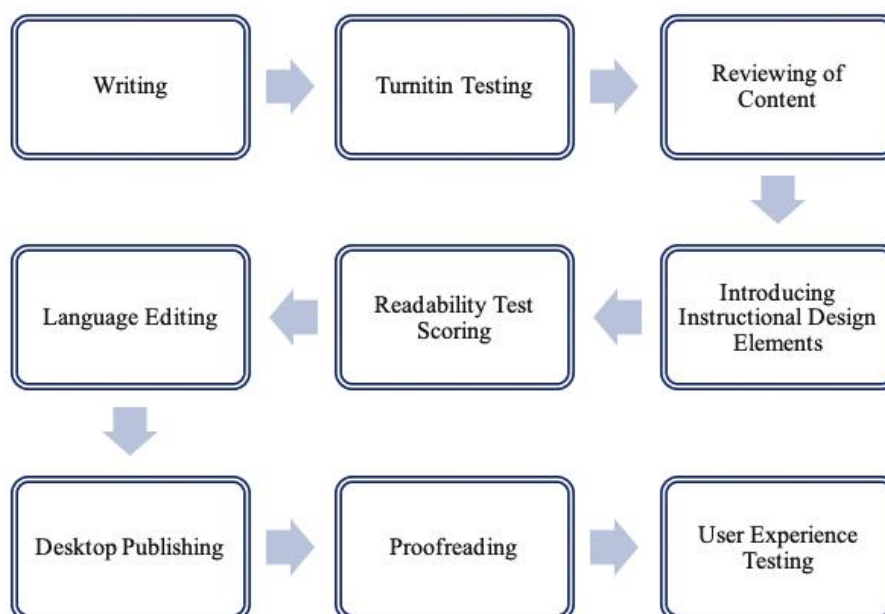 Writing
Turnitin Testing
Reviewing of
Content
Introducing
Instructional Design
Elements
Readability Test
Scoring
Language Editing
Desktop Publishing
Proofreading
User Experience
Testing